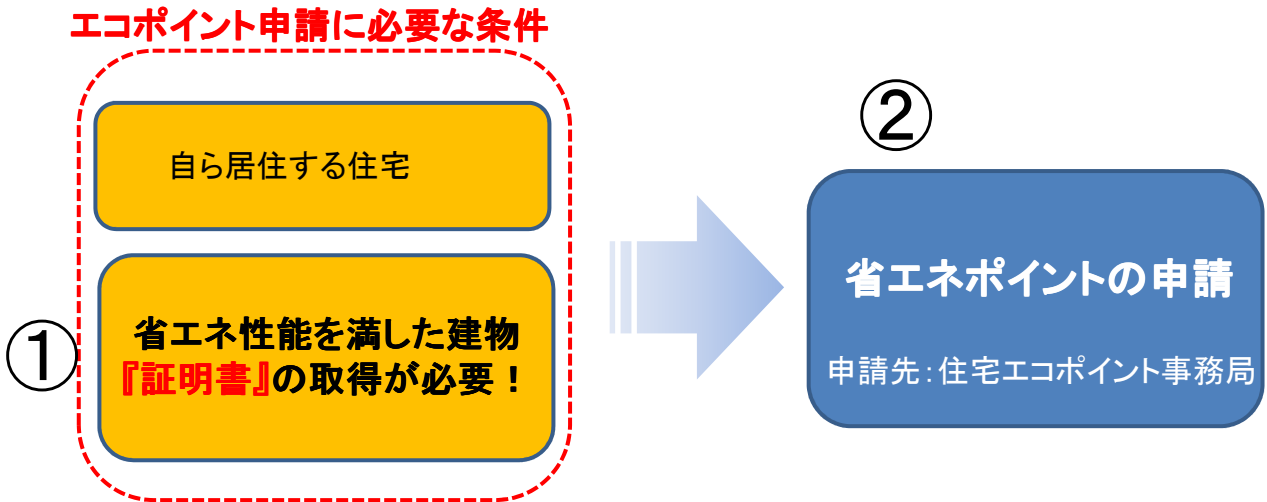 エコポイント申請に必要な条件
自ら居住する住宅
①
省エネ性能を満した建物
『証明書』の取得が必要！
②
省エネポイントの申請
申請先：住宅エコポイント事務局